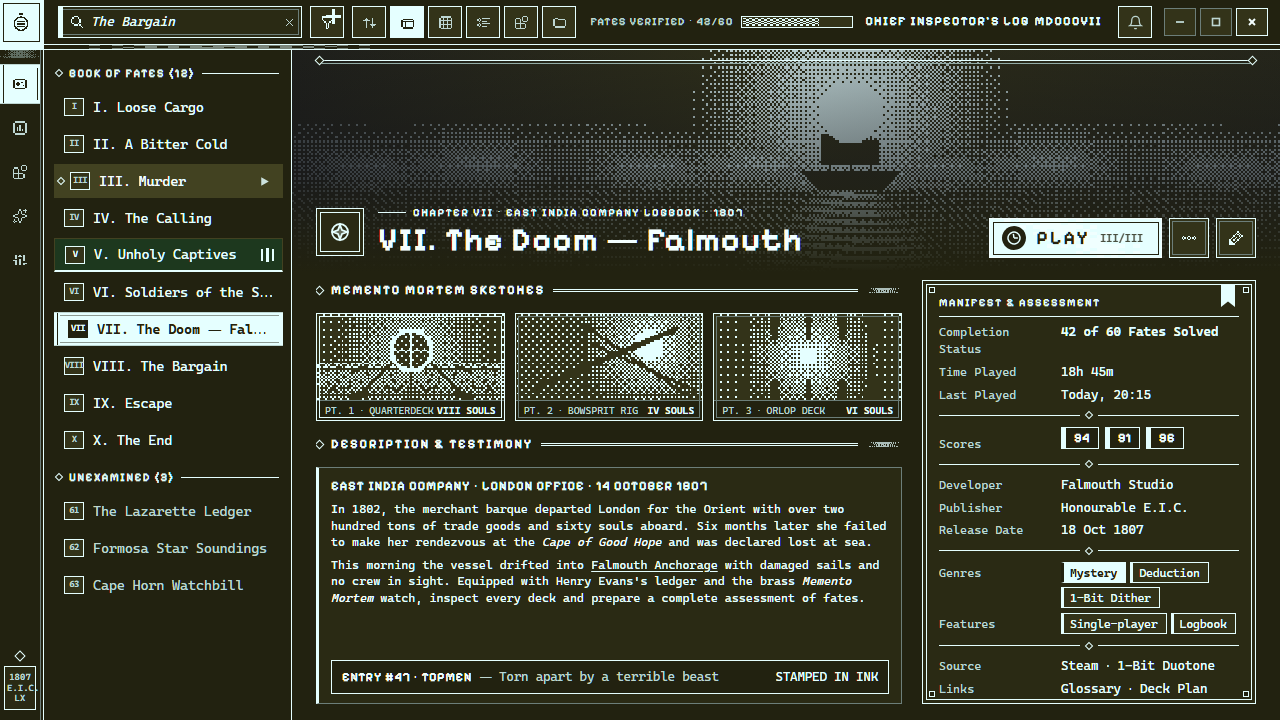 The Bargain
FATES VERIFIED · 42/60
CHIEF INSPECTOR'S LOG MDCCCVII
BOOK OF FATES (12)
I I. Loose Cargo
II II. A Bitter Cold
III III. Murder
IV IV. The Calling
V V. Unholy Captives
VI VI. Soldiers of the S...
VII VII. The Doom — Fal...
VIII VIII. The Bargain
IX IX. Escape
X X. The End
UNEXAMINED (3)
61 The Lazarette Ledger
62 Formosa Star Soundings
63 Cape Horn Watchbill
1807
E.I.C.
LX
CHAPTER VII · EAST INDIA COMPANY LOGBOOK · 1807
VII. The Doom — Falmouth
PLAY III/III
MEMENTO MORTEM SKETCHES
PT. 1 · QUARTERDECK VIII SOULS
PT. 2 · BOWSPRIT RIG IV SOULS
PT. 3 · ORLOP DECK VI SOULS
DESCRIPTION & TESTIMONY
EAST INDIA COMPANY · LONDON OFFICE · 14 OCTOBER 1807
In 1802, the merchant barque departed London for the Orient with over two
hundred tons of trade goods and sixty souls aboard. Six months later she failed
to make her rendezvous at the Cape of Good Hope and was declared lost at sea.
This morning the vessel drifted into Falmouth Anchorage with damaged sails and
no crew in sight. Equipped with Henry Evans's ledger and the brass Memento
Mortem watch, inspect every deck and prepare a complete assessment of fates.
ENTRY #47 · TOPMEN — Torn apart by a terrible beast STAMPED IN INK
MANIFEST & ASSESSMENT
Completion Status 42 of 60 Fates Solved
Time Played 18h 45m
Last Played Today, 20:15
Scores 94 91 96
Developer Falmouth Studio
Publisher Honourable E.I.C.
Release Date 18 Oct 1807
Genres Mystery Deduction
1-Bit Dither
Features Single-player Logbook
Source Steam · 1-Bit Duotone
Links Glossary · Deck Plan